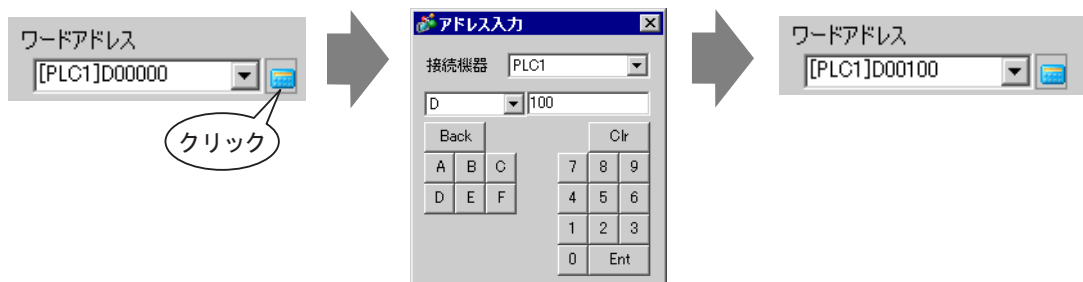 ワードアドレス
[PLC1]D00000
クリック
アドレス入力
接続機器 PLC1
D 100
Back Clr
A B C 7 8 9
D E F 4 5 6
1 2 3
0 Ent
ワードアドレス
[PLC1]D00100